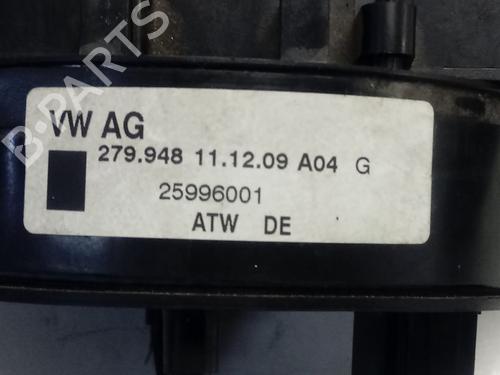 VW AG
279.948 11.12.09 A04 G
25996001
ATW DE
B-PARTS